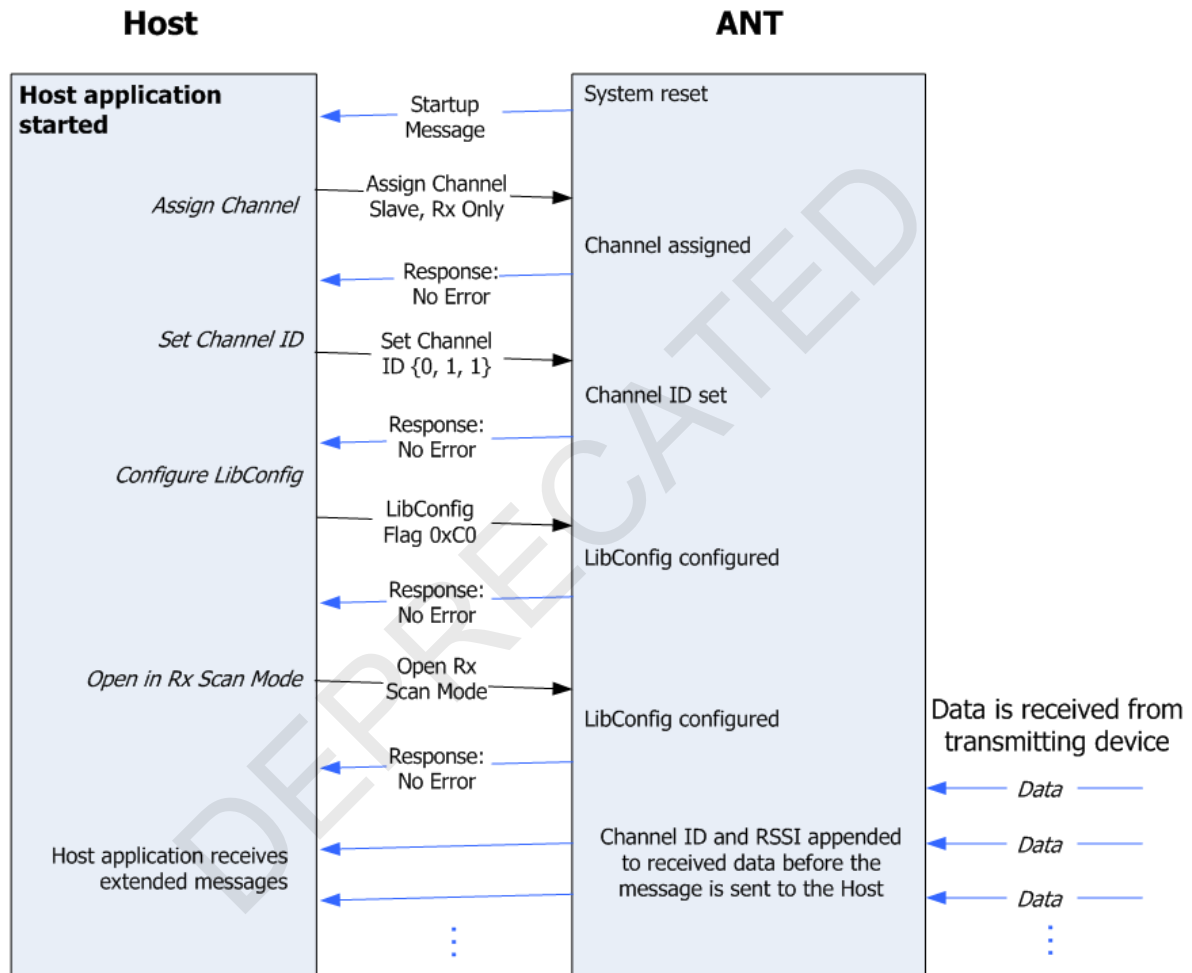 Host
ANT
Host application
started
System reset
Startup
Message
Assign Channel
Assign Channel
Slave, Rx Only
Channel assigned
Response:
No Error
Set Channel ID
Set Channel
ID {0, 1, 1}
Channel ID set
Response:
No Error
Configure LibConfig
LibConfig
Flag 0xC0
LibConfig configured
Response:
No Error
Open in Rx Scan Mode
Open Rx
Scan Mode
LibConfig configured
Data is received from
transmitting device
Response:
No Error
Data
Host application receives
extended messages
Channel ID and RSSI appended
to received data before the
message is sent to the Host
Data
Data
DEPRECATED